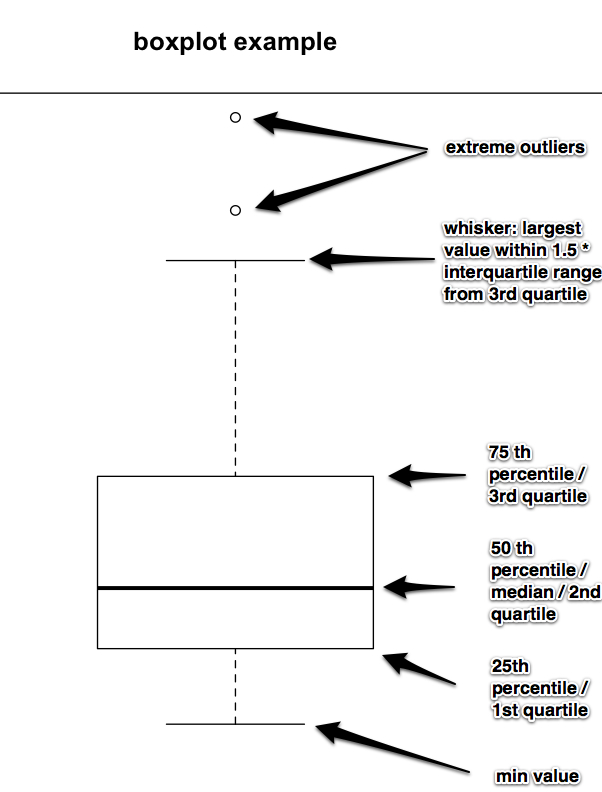 boxplot example
extreme outliers
whisker: largest
value within 1.5 *
interquartile range
from 3rd quartile
75 th
percentile /
3rd quartile
50 th
percentile /
median / 2nd
quartile
25th
percentile /
1st quartile
min value